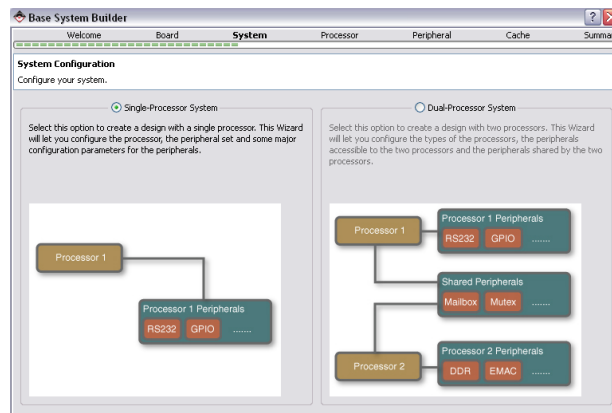 Base System Builder
?
Welcome Board System Processor Peripheral Cache Summa
System Configuration
Configure your system.
Single-Processor System
Select this option to create a design with a single processor. This Wizard
will let you configure the processor, the peripheral set and some major
configuration parameters for the peripherals.
Processor 1
Processor 1 Peripherals
RS232 GPIO .......
Dual-Processor System
Select this option to create a design with two processors. This Wizard
will let you configure the types of the processors, the peripherals
accessible to the two processors and the peripherals shared by the two
processors.
Processor 1
Processor 1 Peripherals
RS232 GPIO .......
Shared Peripherals
Mailbox Mutex .......
Processor 2
Processor 2 Peripherals
DDR EMAC .......